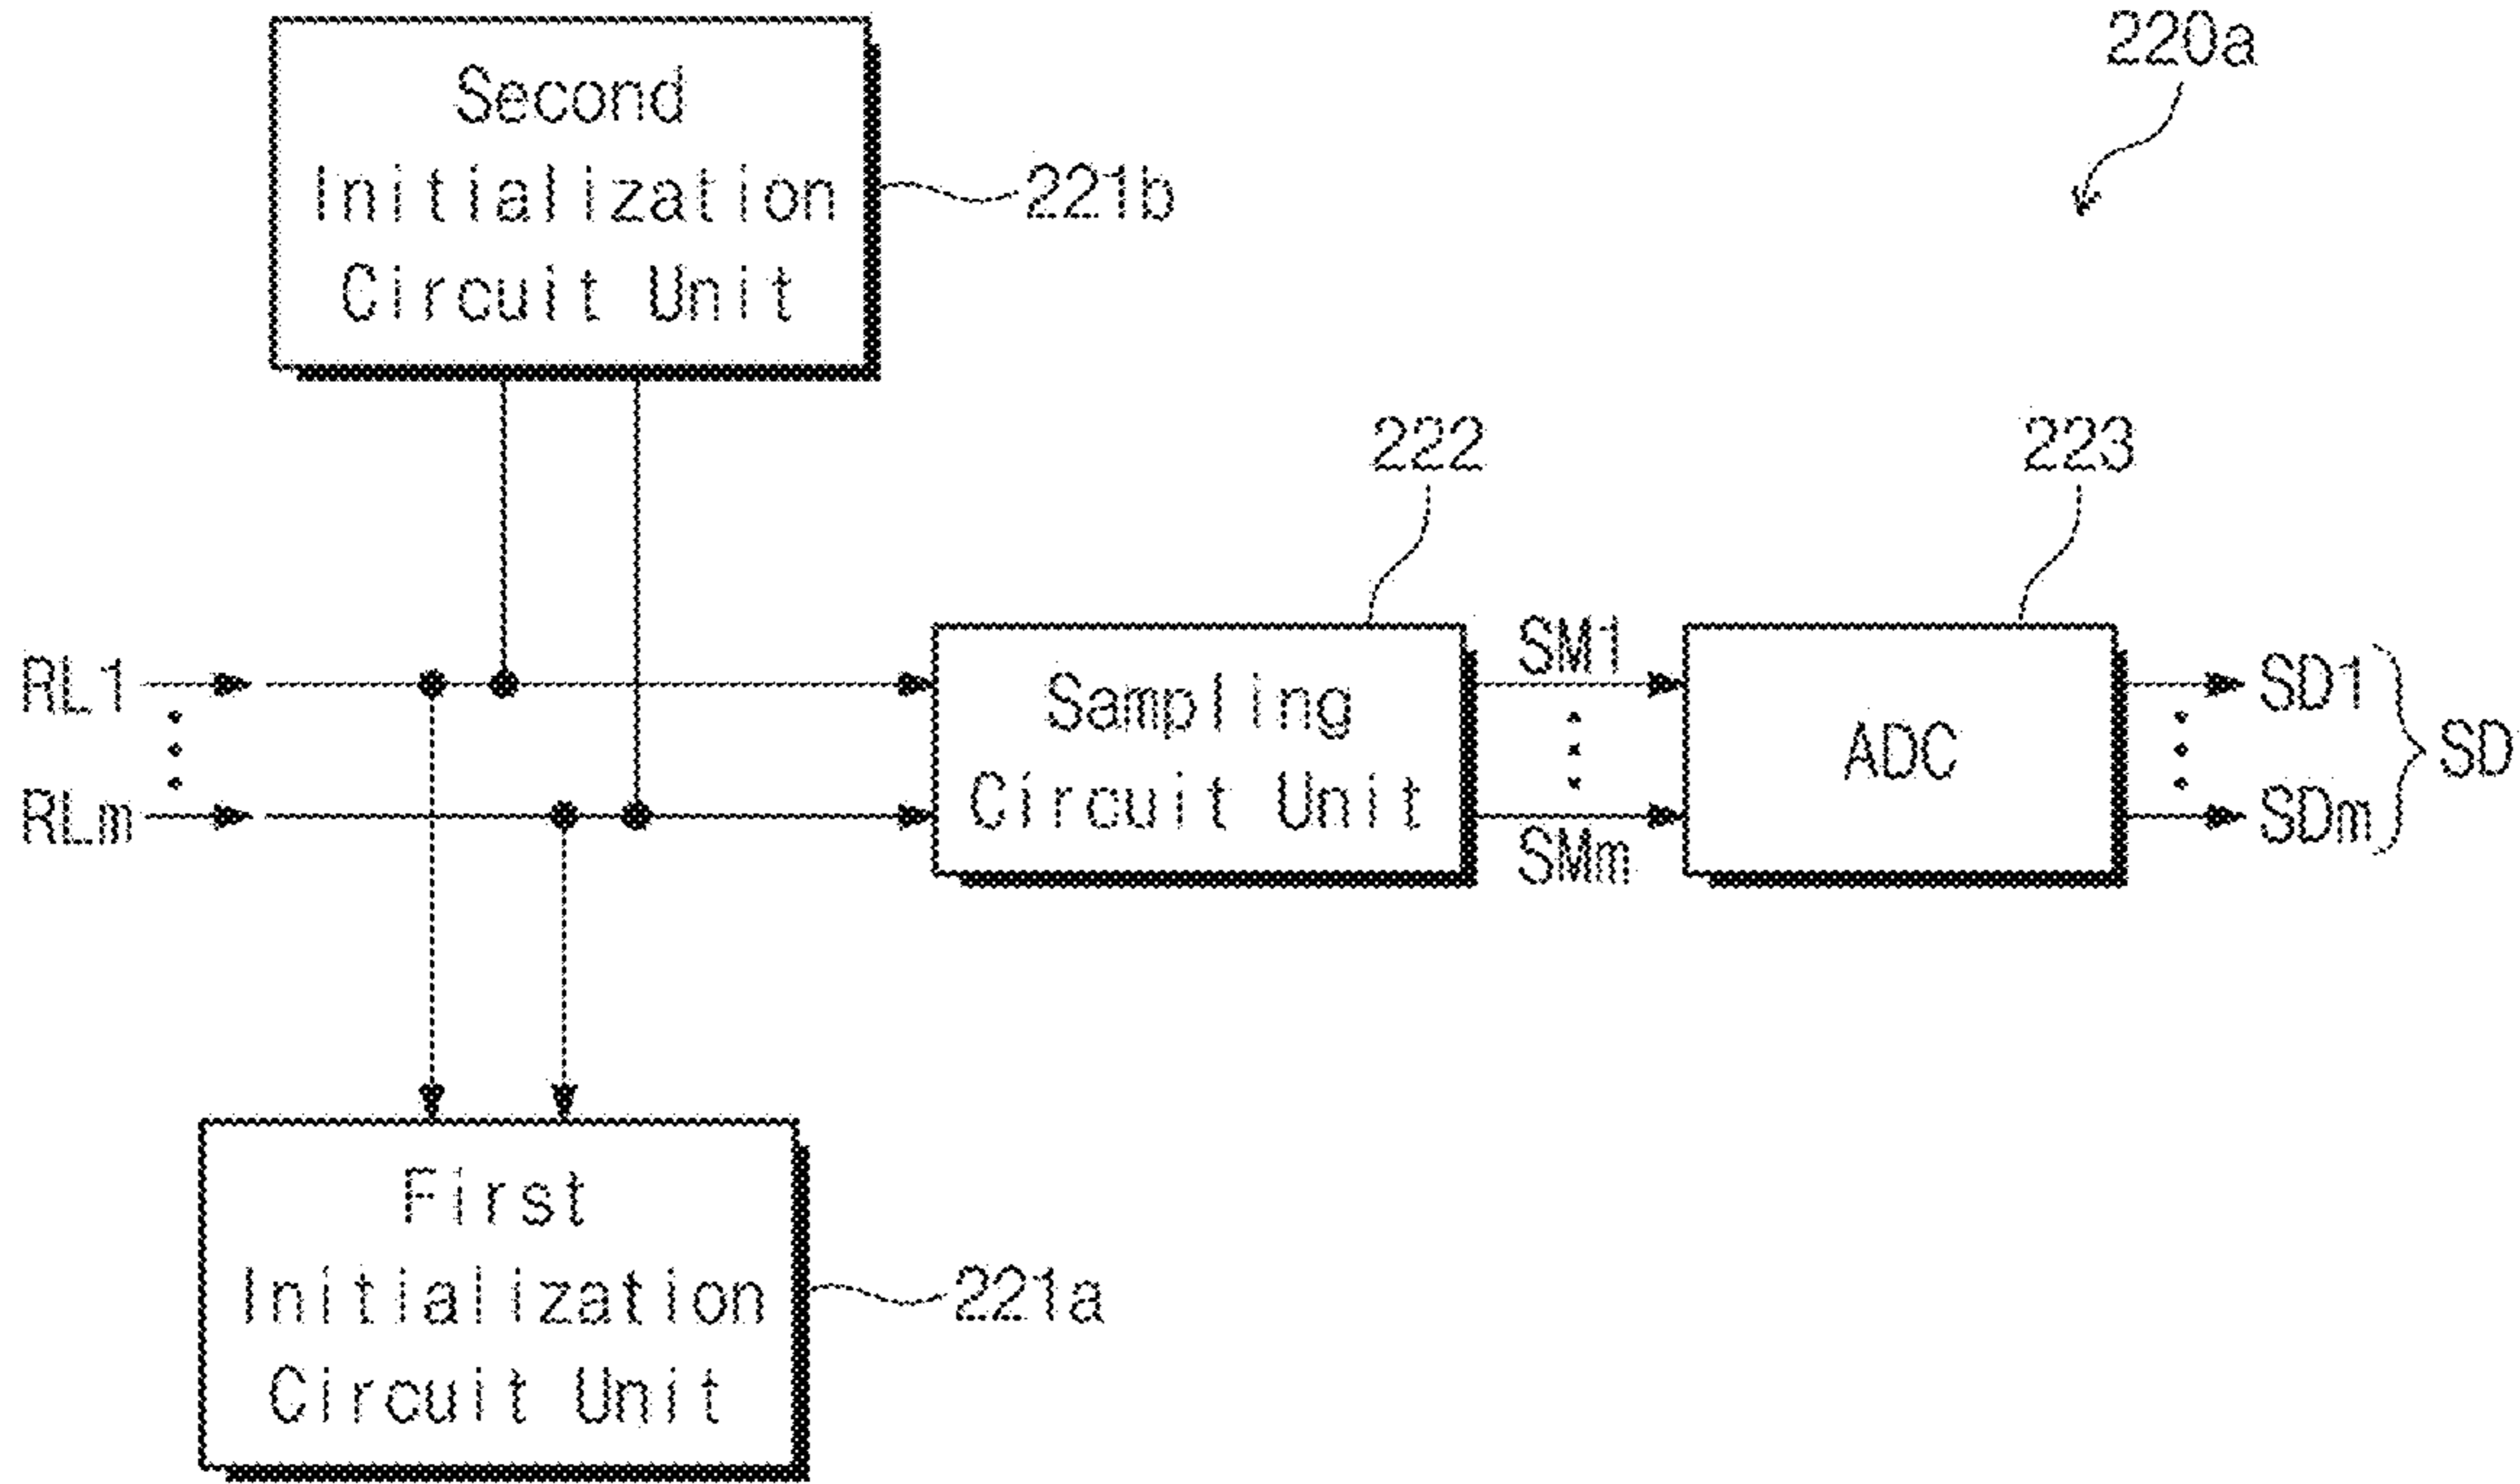 220a
Second
Initialization
Circuit Unit
221b
222
223
RL1
RLm
Sampling
Circuit Unit
SM1
SMm
ADC
SD1
SDm
SD
First
Initialization
Circuit Unit
221a